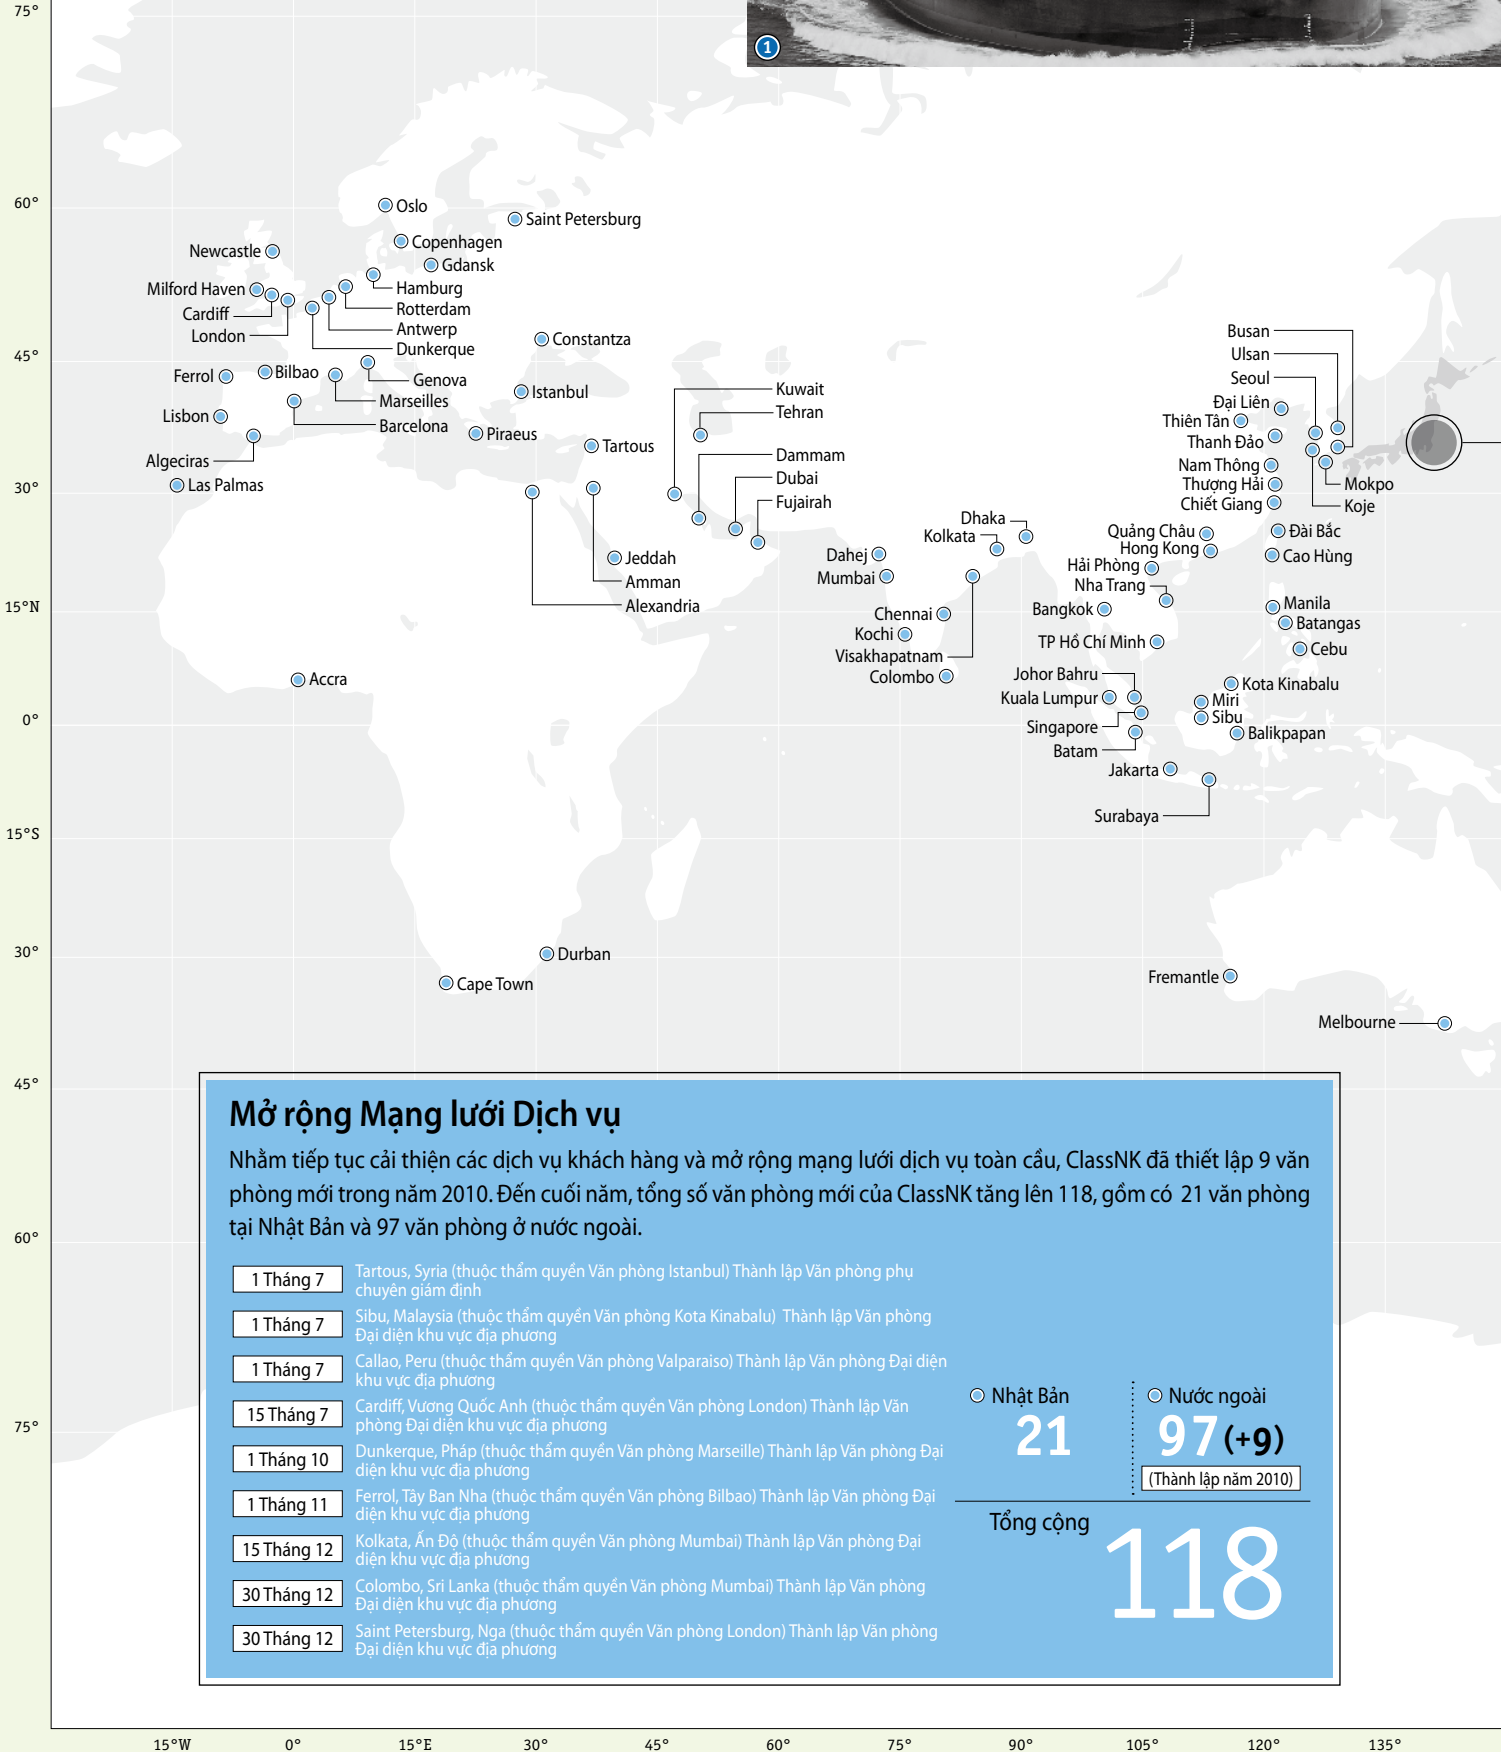 1
75°
60°
45°
30°
15°N
0°
15°S
30°
45°
60°
75°
Oslo
Saint Petersburg
Copenhagen
Newcastle
Gdansk
Milford Haven
Hamburg
Cardiff
Rotterdam
London
Antwerp
Dunkerque
Constantza
Ferrol
Bilbao
Genova
Istanbul
Marseilles
Lisbon
Barcelona
Piraeus
Tartous
Algeciras
Las Palmas
Kuwait
Tehran
Dammam
Dubai
Fujairah
Jeddah
Amman
Alexandria
Accra
Durban
Cape Town
Dhaka
Kolkata
Dahej
Mumbai
Chennai
Kochi
Visakhapatnam
Colombo
Busan
Ulsan
Seoul
Đại Liên
Thiên Tân
Thanh Đảo
Nam Thông
Thượng Hải
Chiết Giang
Mokpo
Koje
Quảng Châu
Đài Bắc
Hong Kong
Cao Hùng
Hải Phòng
Nha Trang
Bangkok
Manila
Batangas
TP Hồ Chí Minh
Cebu
Johor Bahru
Kota Kinabalu
Kuala Lumpur
Miri
Sibu
Singapore
Balikpapan
Batam
Jakarta
Surabaya
Fremantle
Melbourne
Mở rộng Mạng lưới Dịch vụ
Nhằm tiếp tục cải thiện các dịch vụ khách hàng và mở rộng mạng lưới dịch vụ toàn cầu, ClassNK đã thiết lập 9 văn
phòng mới trong năm 2010. Đến cuối năm, tổng số văn phòng mới của ClassNK tăng lên 118, gồm có 21 văn phòng
tại Nhật Bản và 97 văn phòng ở nước ngoài.
1 Tháng 7
Tartous, Syria (thuộc thẩm quyền Văn phòng Istanbul) Thành lập Văn phòng phụ
chuyên giám định
1 Tháng 7
Sibu, Malaysia (thuộc thẩm quyền Văn phòng Kota Kinabalu) Thành lập Văn phòng
Đại diện khu vực địa phương
1 Tháng 7
Callao, Peru (thuộc thẩm quyền Văn phòng Valparaiso) Thành lập Văn phòng Đại diện
khu vực địa phương
15 Tháng 7
Cardiff, Vương Quốc Anh (thuộc thẩm quyền Văn phòng London) Thành lập Văn
phòng Đại diện khu vực địa phương
1 Tháng 10
Dunkerque, Pháp (thuộc thẩm quyền Văn phòng Marseille) Thành lập Văn phòng Đại
diện khu vực địa phương
1 Tháng 11
Ferrol, Tây Ban Nha (thuộc thẩm quyền Văn phòng Bilbao) Thành lập Văn phòng Đại
diện khu vực địa phương
15 Tháng 12
Kolkata, Ấn Độ (thuộc thẩm quyền Văn phòng Mumbai) Thành lập Văn phòng Đại
diện khu vực địa phương
30 Tháng 12
Colombo, Sri Lanka (thuộc thẩm quyền Văn phòng Mumbai) Thành lập Văn phòng
Đại diện khu vực địa phương
30 Tháng 12
Saint Petersburg, Nga (thuộc thẩm quyền Văn phòng London) Thành lập Văn phòng
Đại diện khu vực địa phương
Nhật Bản
21
Nước ngoài
97 (+9)
(Thành lập năm 2010)
Tổng cộng
118
15°W 0° 15°E 30° 45° 60° 75° 90° 105° 120° 135°